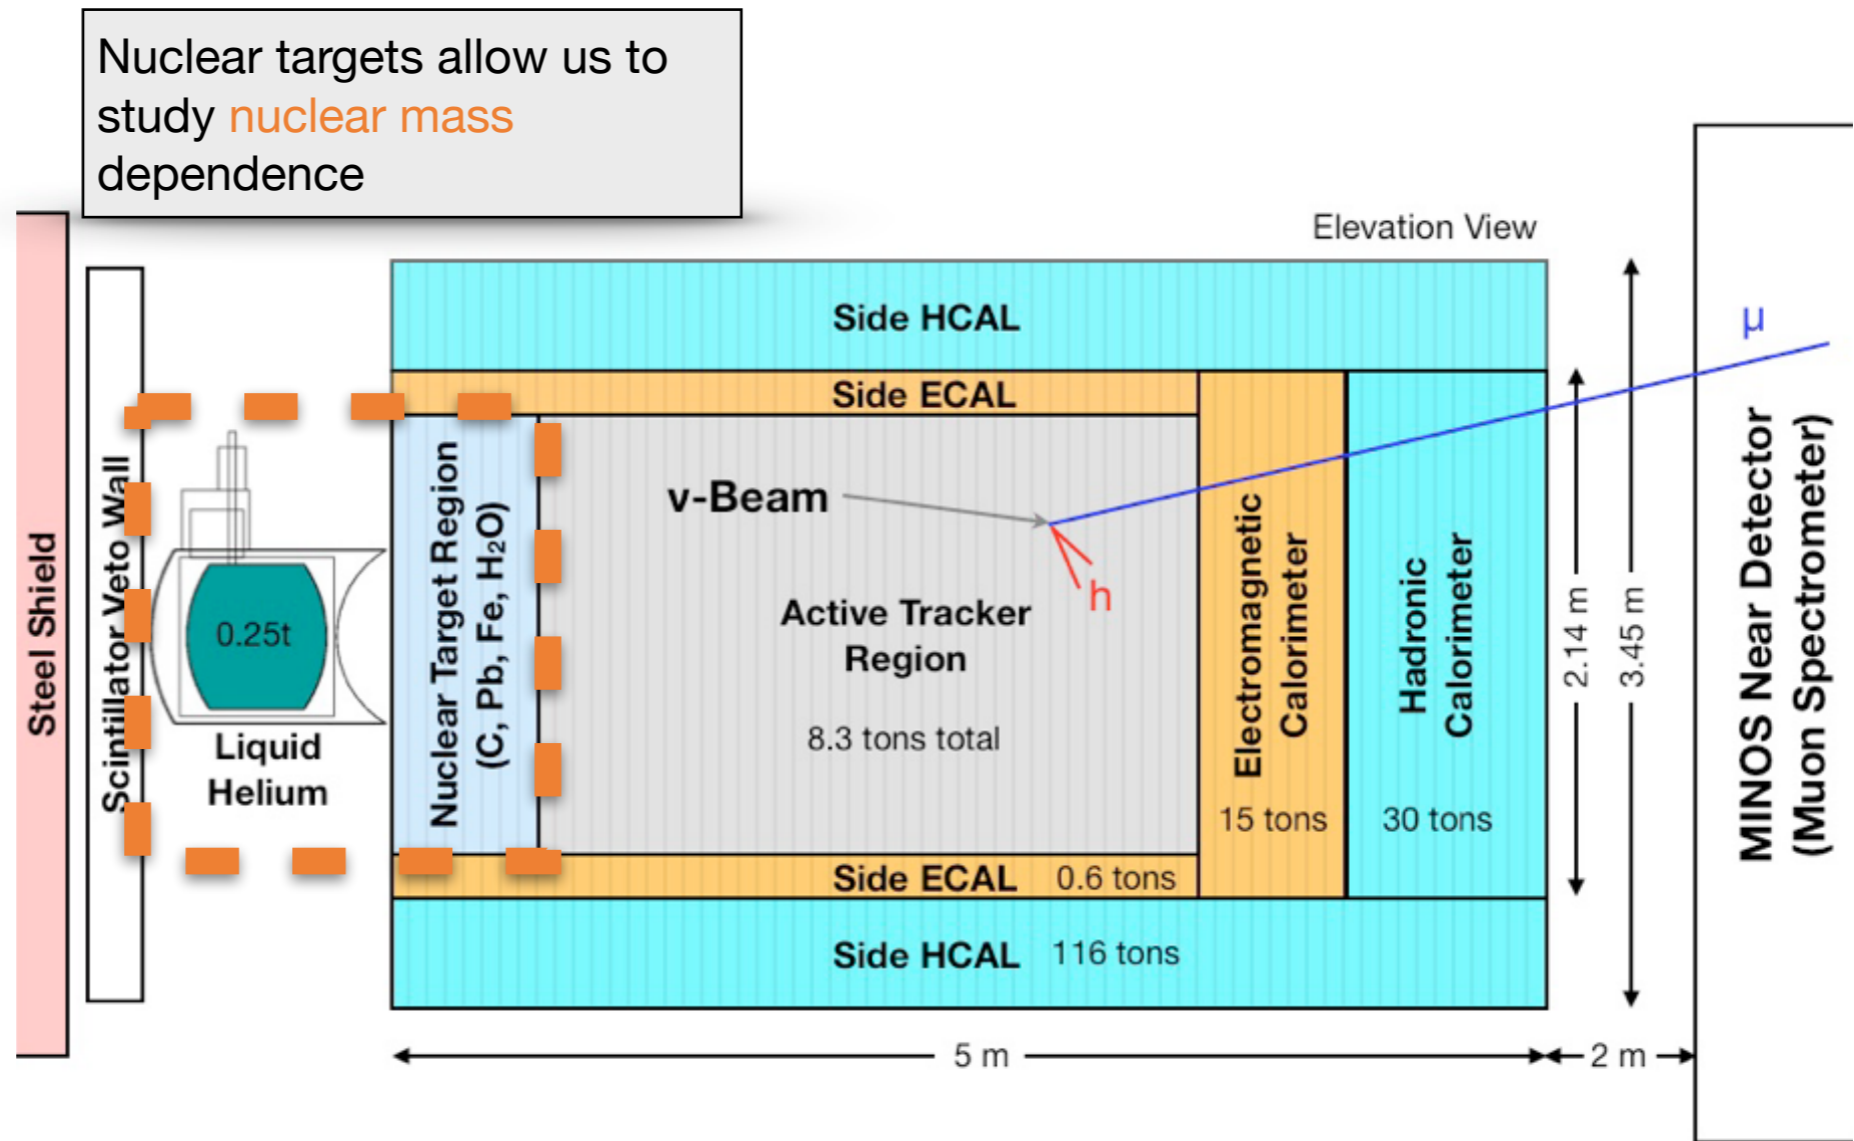 Nuclear targets allow us to
study nuclear mass
dependence
Elevation View
Steel Shield
Scintillator Veto Wall
0.25t
Liquid
Helium
Side HCAL
Side ECAL
Nuclear Target Region
(C, Pb, Fe, H₂O)
ν-Beam
h
μ
Active Tracker
Region
8.3 tons total
Electromagnetic
Calorimeter
15 tons
Hadronic
Calorimeter
30 tons
Side ECAL 0.6 tons
Side HCAL 116 tons
2.14 m
3.45 m
5 m
2 m
MINOS Near Detector
(Muon Spectrometer)